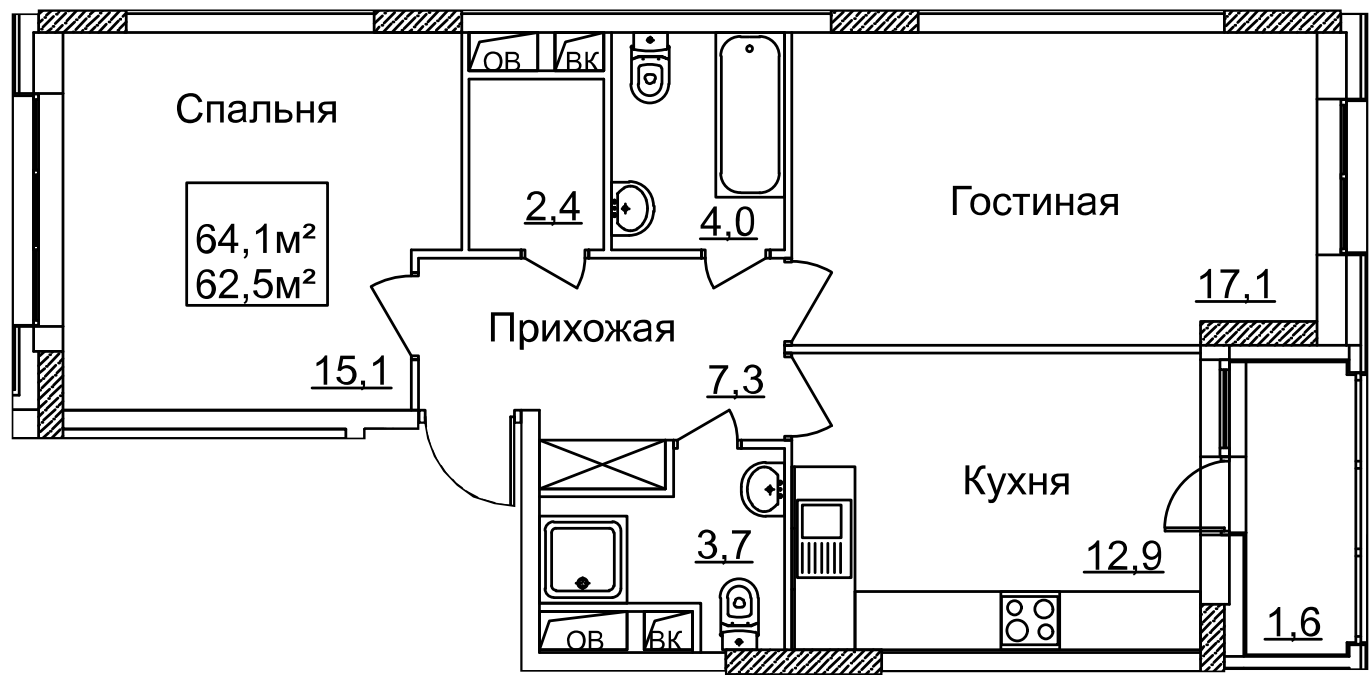 ОВ
ВК
Спальня
64,1м²
62,5м²
15,1
2,4
4,0
Гостиная
17,1
Прихожая
7,3
Кухня
12,9
3,7
ОВ
ВК
1,6